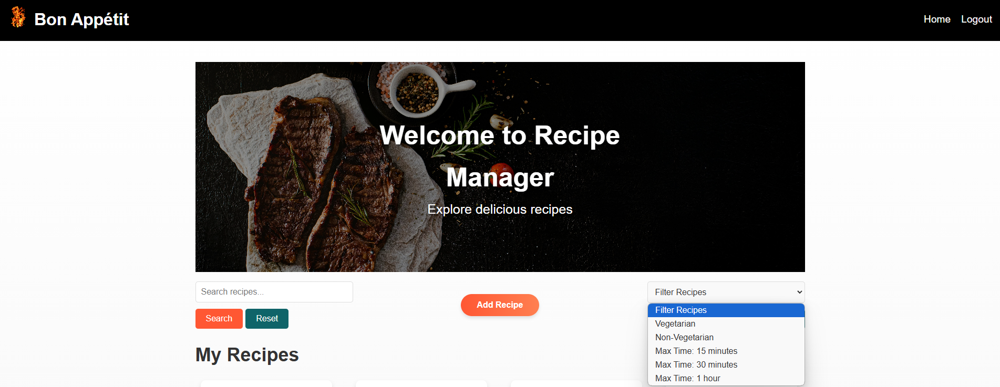 Bon Appétit
Home
Logout
Welcome to Recipe
Manager
Explore delicious recipes
Search recipes...
Search
Reset
Add Recipe
Filter Recipes
Filter Recipes
Vegetarian
Non-Vegetarian
Max Time: 15 minutes
Max Time: 30 minutes
Max Time: 1 hour
My Recipes